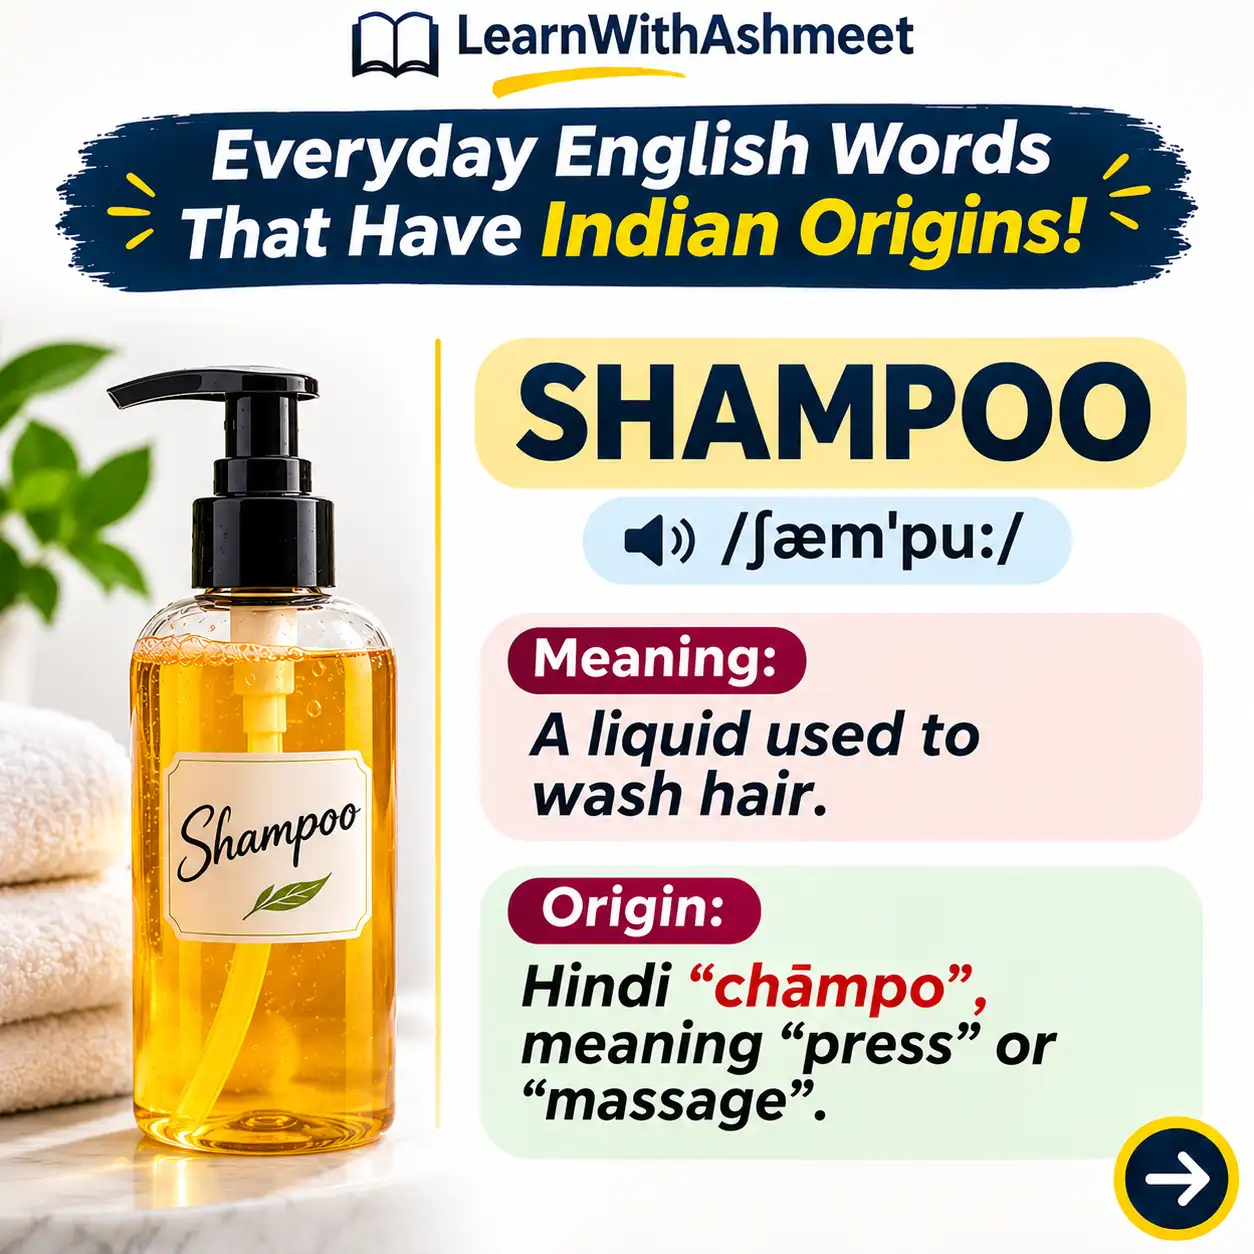 LearnWithAshmeet
Everyday English Words
That Have Indian Origins!
SHAMPOO
/ʃæm'pu:/
Meaning:
A liquid used to
wash hair.
Shampoo
Origin:
Hindi “chāmpo”,
meaning “press” or
“massage”.